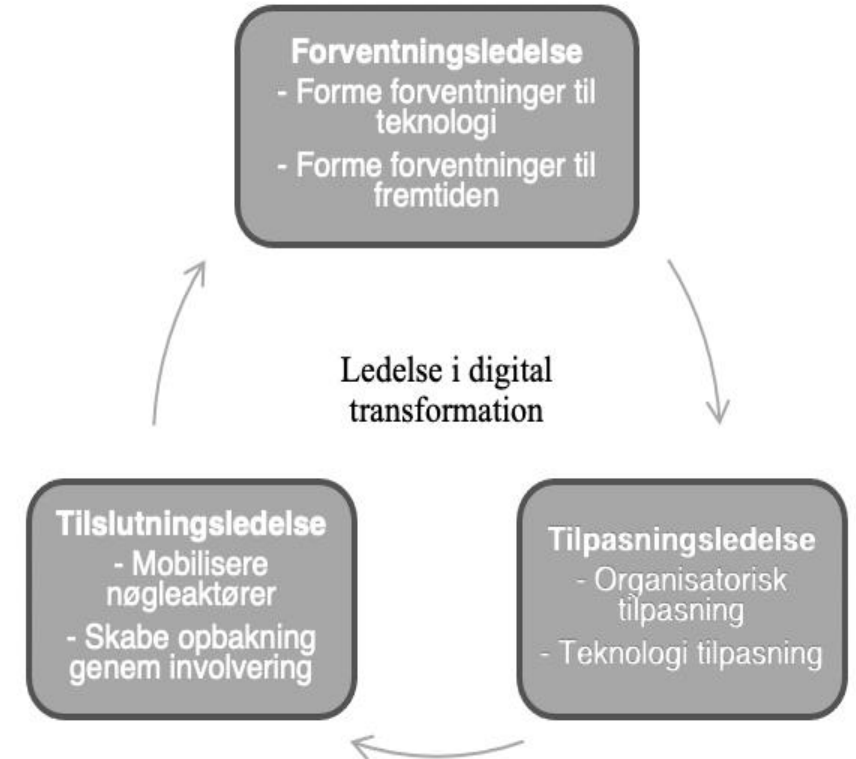 Forventningsledelse
- Forme forventninger til
teknologi
- Forme forventninger til
fremtiden
Ledelse i digital
transformation
Tilslutningsledelse
- Mobilisere
nøgleaktører
- Skabe opbakning
genem involvering
Tilpasningsledelse
- Organisatorisk
tilpasning
- Teknologi tilpasning